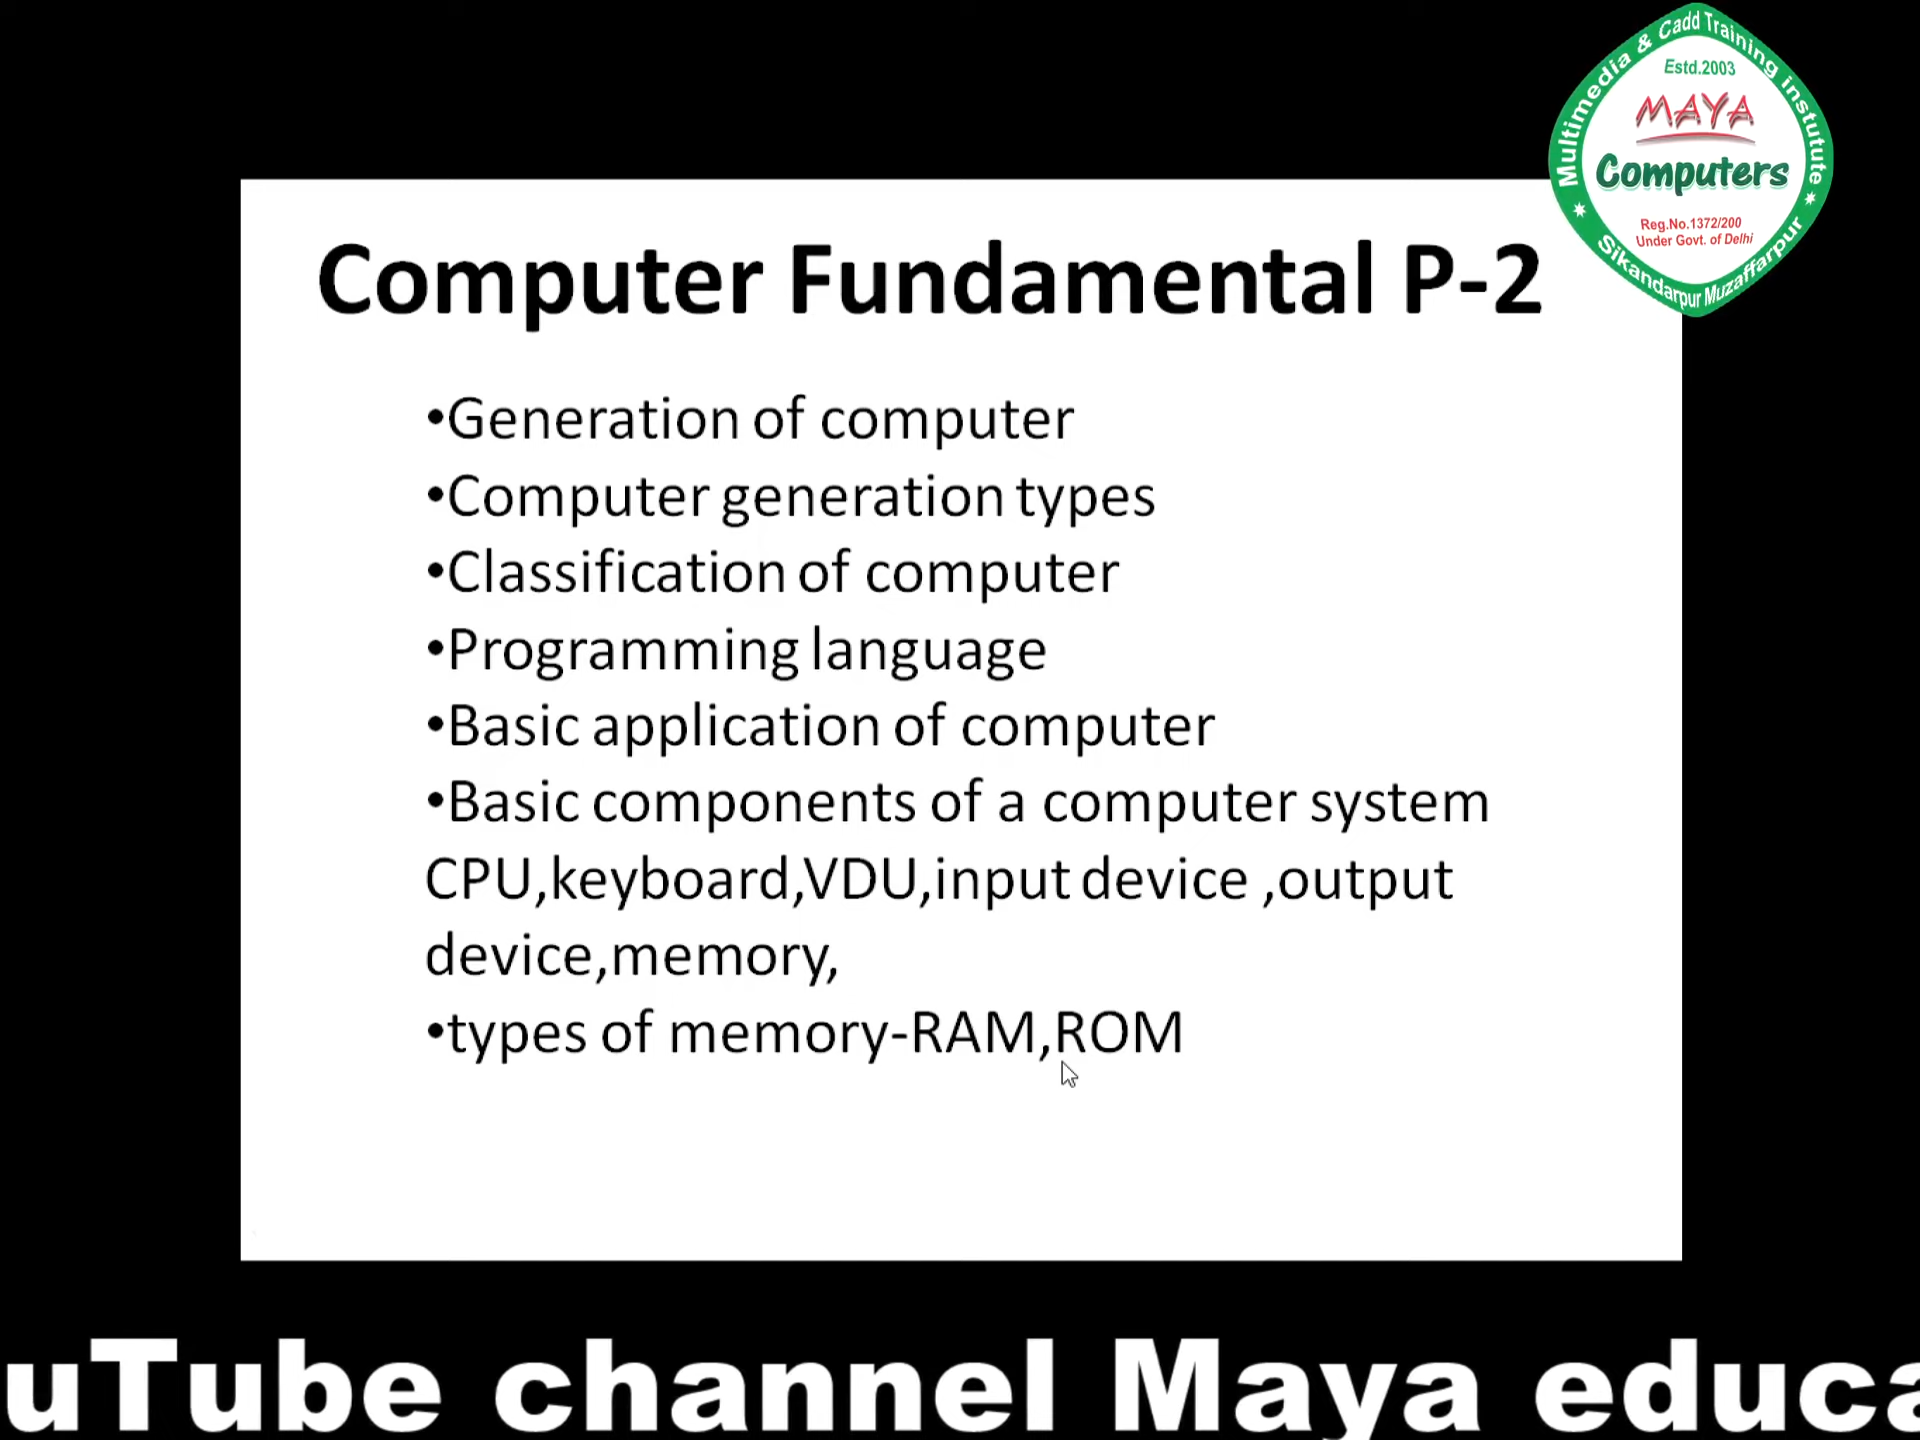 Multimedia & Cadd Training instutute
Estd.2003
MAYA
Computers
Reg.No.1372/200
Under Govt. of Delhi
Sikandarpur Muzaffarpur
Computer Fundamental P-2
•Generation of computer
•Computer generation types
•Classification of computer
•Programming language
•Basic application of computer
•Basic components of a computer system
CPU,keyboard,VDU,input device ,output
device,memory,
•types of memory-RAM,ROM
uTube channel Maya educa